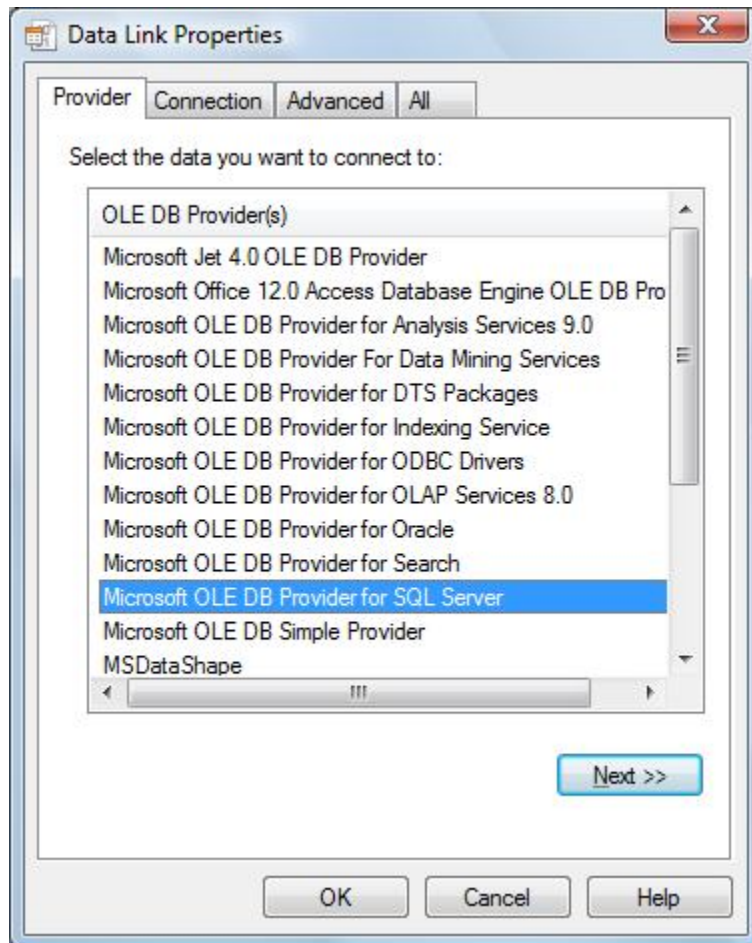 Data Link Properties
Provider Connection Advanced All
Select the data you want to connect to:
OLE DB Provider(s)
Microsoft Jet 4.0 OLE DB Provider
Microsoft Office 12.0 Access Database Engine OLE DB Pro
Microsoft OLE DB Provider for Analysis Services 9.0
Microsoft OLE DB Provider For Data Mining Services
Microsoft OLE DB Provider for DTS Packages
Microsoft OLE DB Provider for Indexing Service
Microsoft OLE DB Provider for ODBC Drivers
Microsoft OLE DB Provider for OLAP Services 8.0
Microsoft OLE DB Provider for Oracle
Microsoft OLE DB Provider for Search
Microsoft OLE DB Provider for SQL Server
Microsoft OLE DB Simple Provider
MSDataShape
Next >>
OK Cancel Help